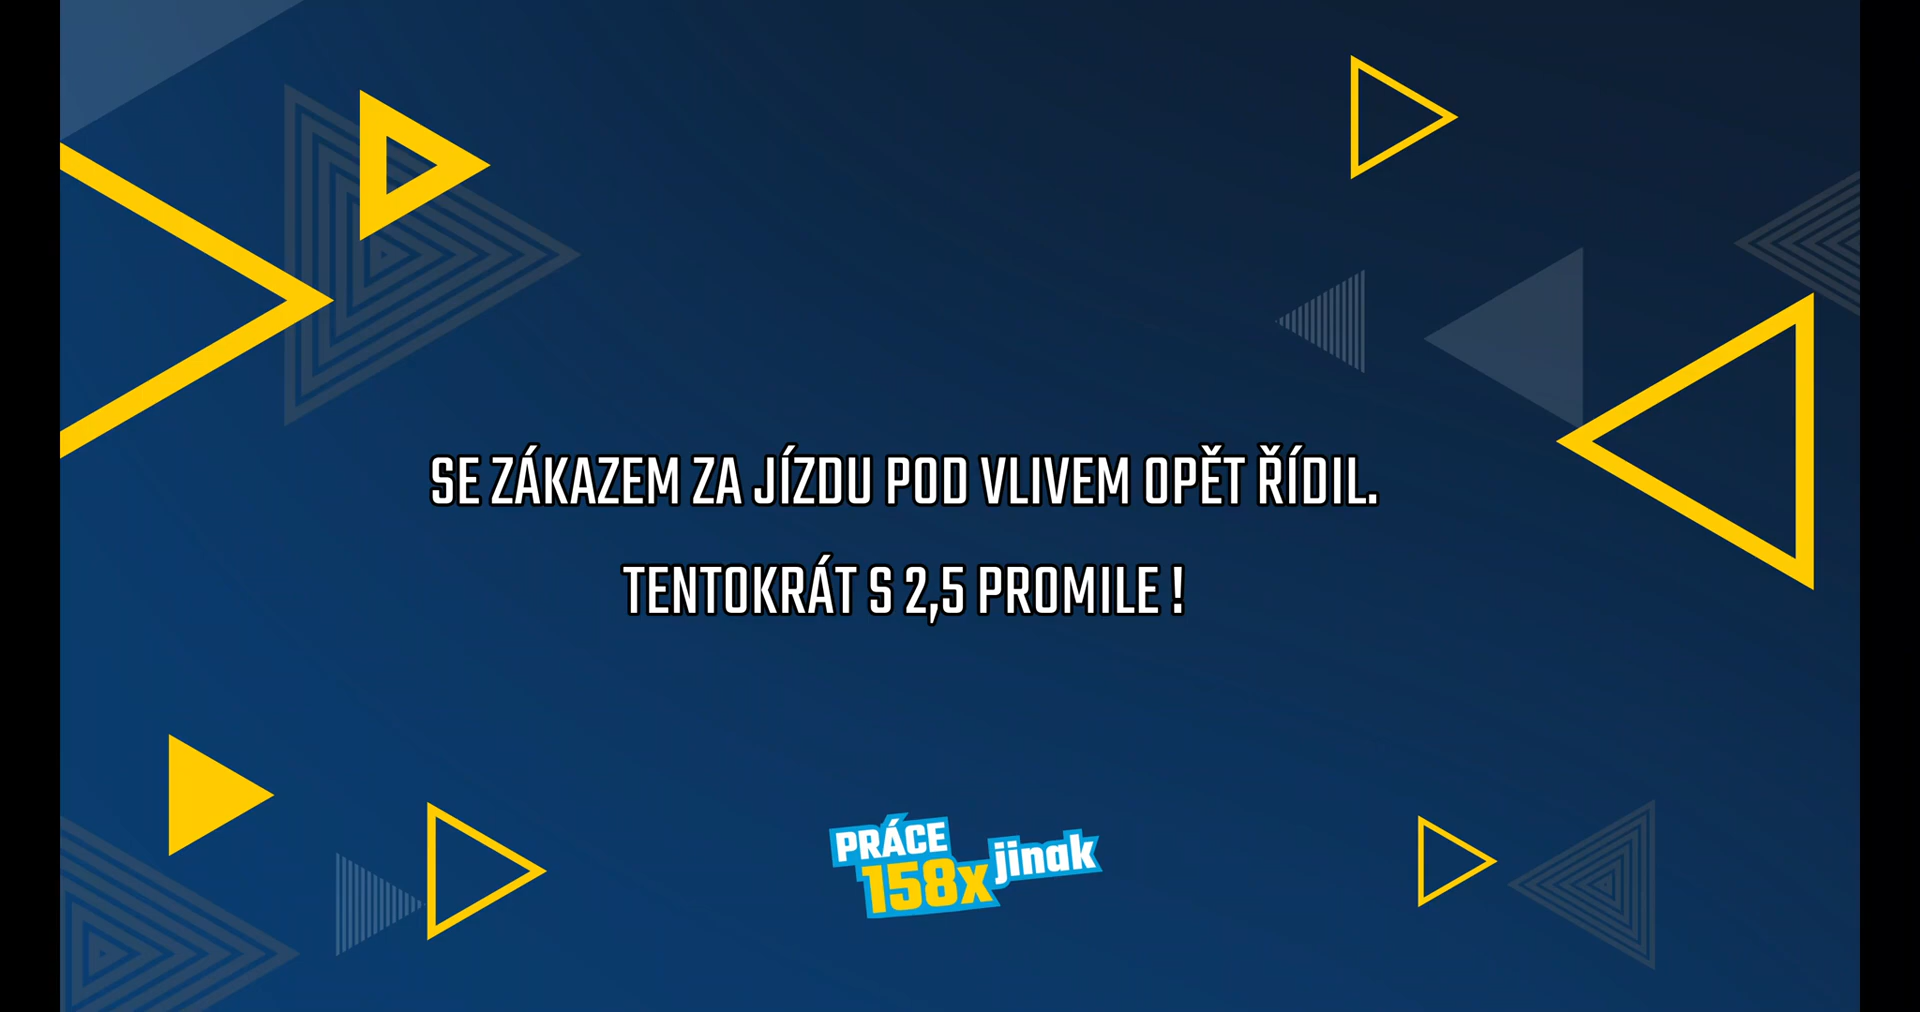 SE ZÁKAZEM ZA JÍZDU POD VLIVEM OPĚT ŘÍDIL.
TENTOKRÁT S 2,5 PROMILE !
PRÁCE
158x jinak